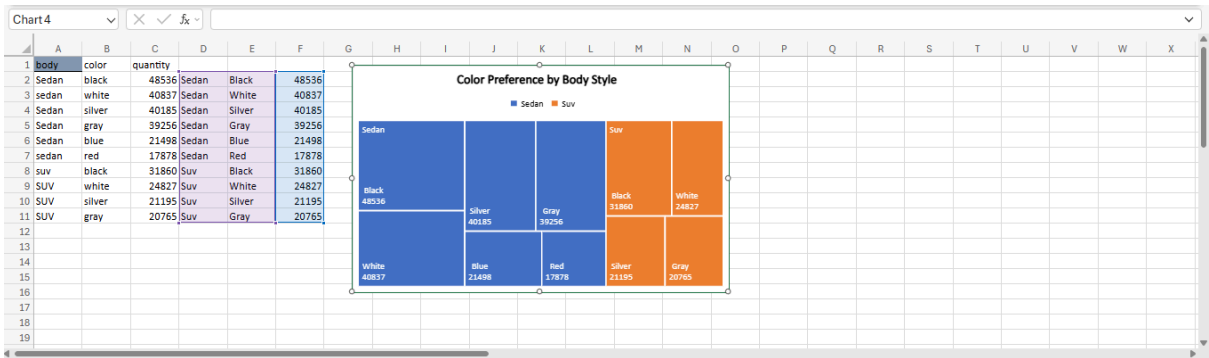 Chart 4 fx
A B C D E F G H I J K L M N O P Q R S T U V W X
1 body color quantity
2 Sedan black 48536 Sedan Black 48536
3 sedan white 40837 Sedan White 40837
4 Sedan silver 40185 Sedan Silver 40185
5 Sedan gray 39256 Sedan Gray 39256
6 Sedan blue 21498 Sedan Blue 21498
7 sedan red 17878 Sedan Red 17878
8 suv black 31860 Suv Black 31860
9 SUV white 24827 Suv White 24827
10 SUV silver 21195 Suv Silver 21195
11 SUV gray 20765 Suv Gray 20765
12
13
14
15
16
17
18
19
Color Preference by Body Style
Sedan Suv
Sedan Suv
Black
48536
Silver
40185
Gray
39256
Black
31860
White
24827
White
40837
Blue
21498
Red
17878
Silver
21195
Gray
20765